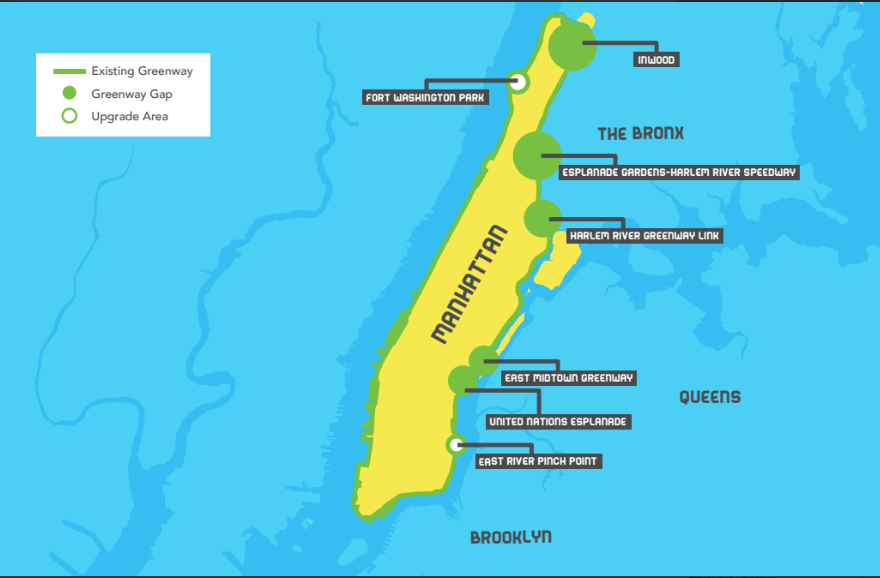 Existing Greenway
Greenway Gap
Upgrade Area
INWOOD
FORT WASHINGTON PARK
THE BRONX
ESPLANADE GARDENS-HARLEM RIVER SPEEDWAY
HARLEM RIVER GREENWAY LINK
MANHATTAN
EAST MIDTOWN GREENWAY
QUEENS
UNITED NATIONS ESPLANADE
EAST RIVER PINCH POINT
BROOKLYN